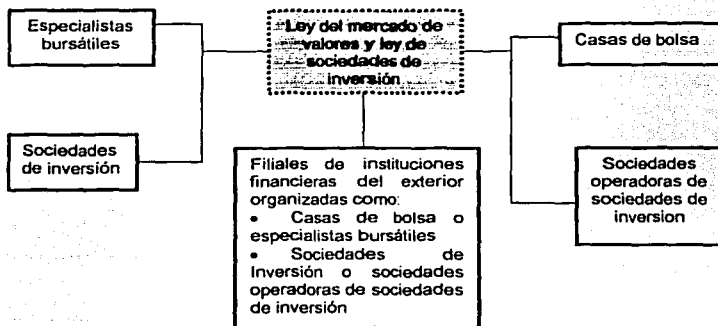 Especialistas
bursátiles
Ley del mercado de
valores y ley de
sociedades de
inversión
Casas de bolsa
Sociedades
de inversión
Filiales de instituciones
financieras del exterior
organizadas como:
• Casas de bolsa o
especialistas bursátiles
• Sociedades de
Inversión o sociedades
operadoras de sociedades
de inversión
Sociedades
operadoras de
sociedades de
inversion